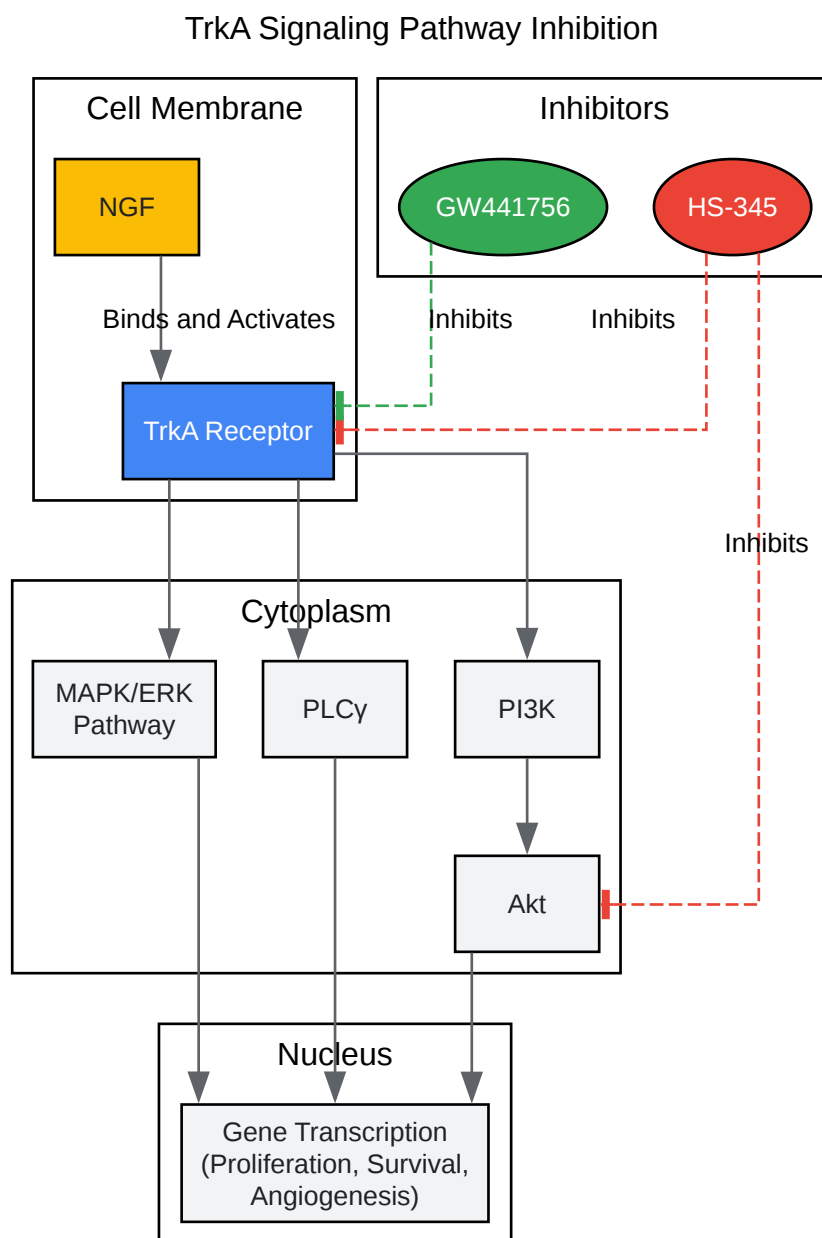 TrkA Signaling Pathway Inhibition
Cell Membrane
Inhibitors
NGF
GW441756
HS-345
Binds and Activates
Inhibits
Inhibits
TrkA Receptor
Inhibits
Cytoplasm
MAPK/ERK
Pathway
PLCγ
PI3K
Akt
Nucleus
Gene Transcription
(Proliferation, Survival,
Angiogenesis)